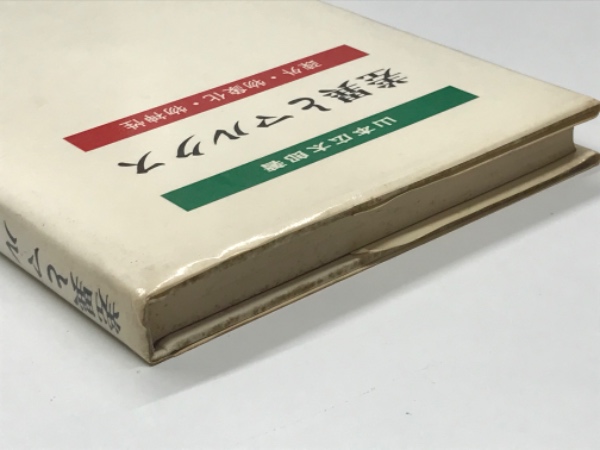 差異とマルクス
疎外・物象化・物神性
山本広太郎著
差異とマル